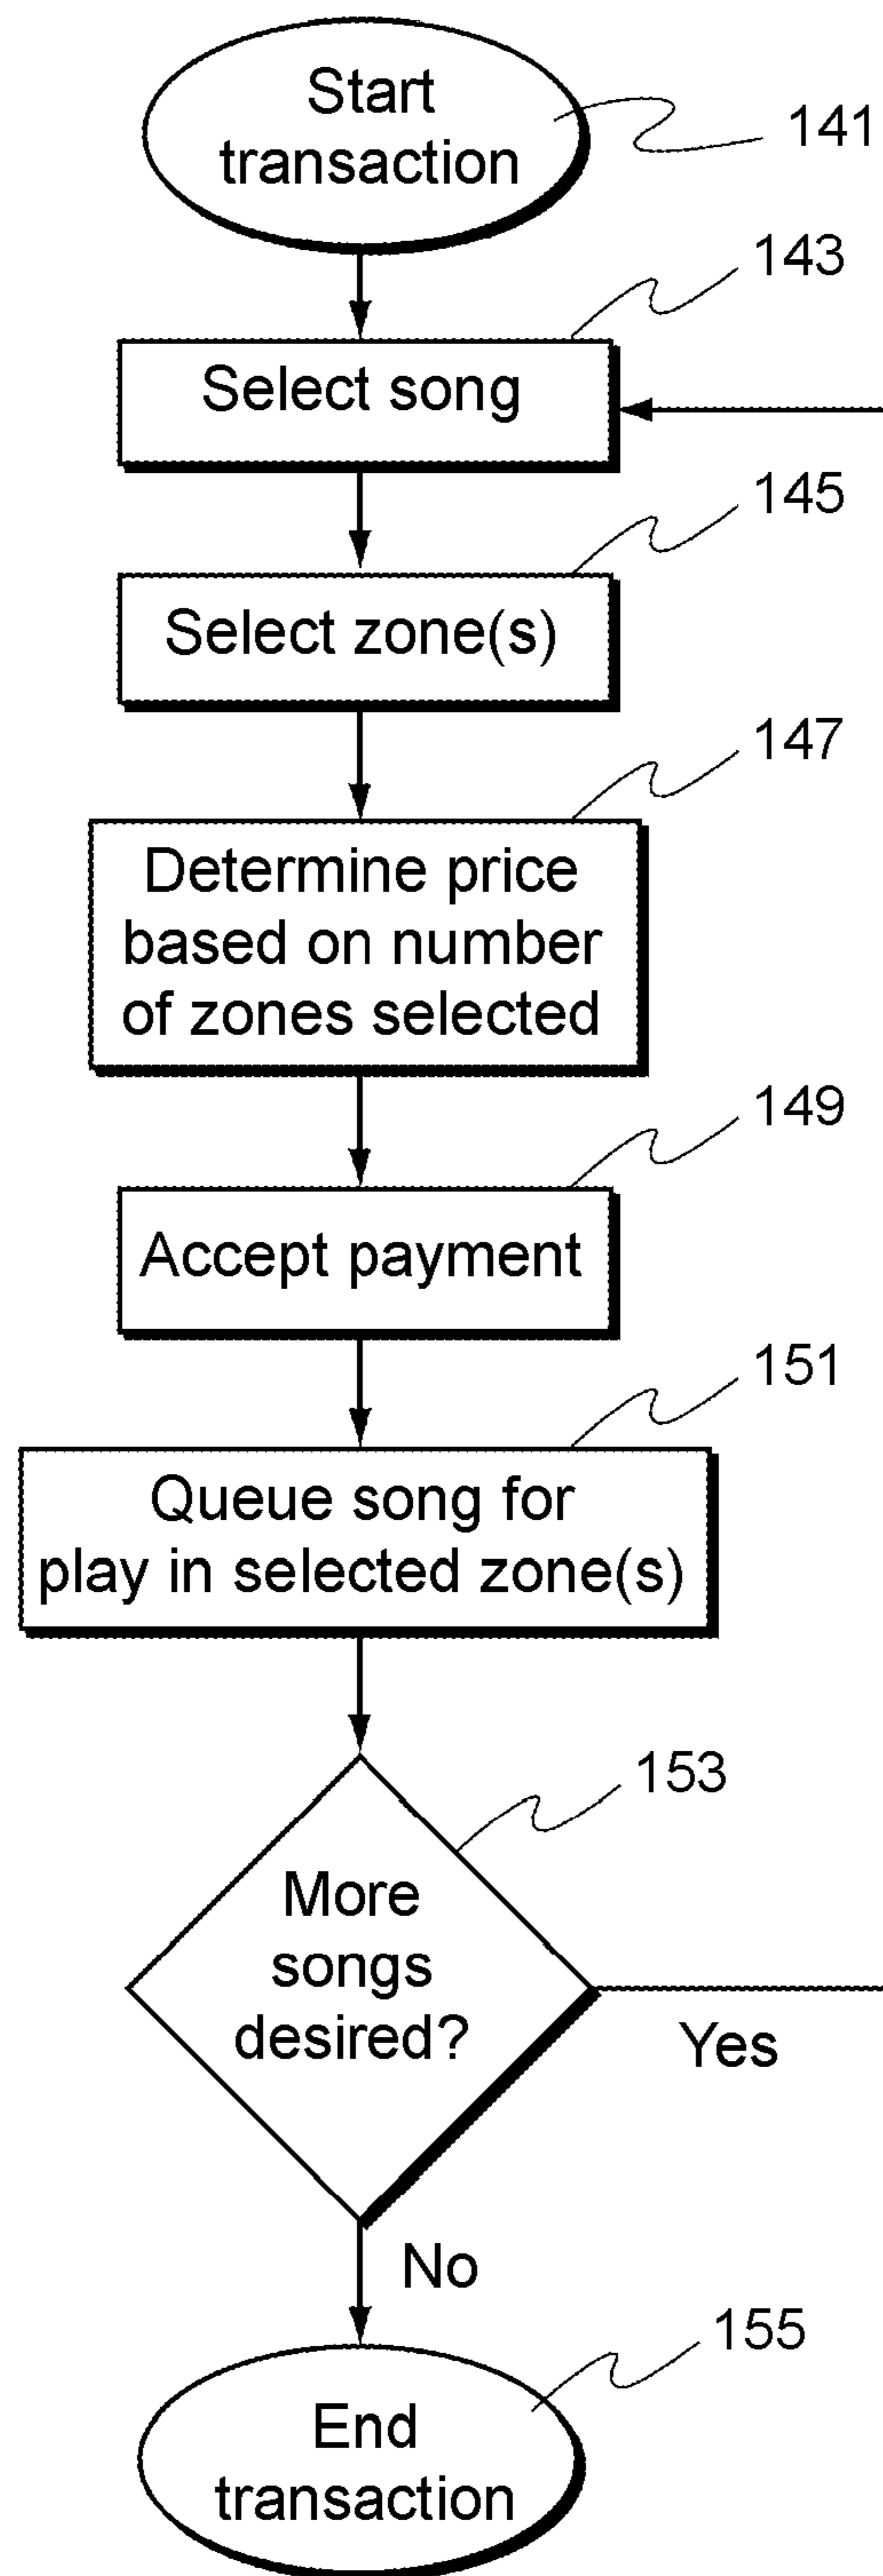 Start
transaction
141
143
Select song
145
Select zone(s)
147
Determine price
based on number
of zones selected
149
Accept payment
151
Queue song for
play in selected zone(s)
153
More
songs
desired?
Yes
No
155
End
transaction